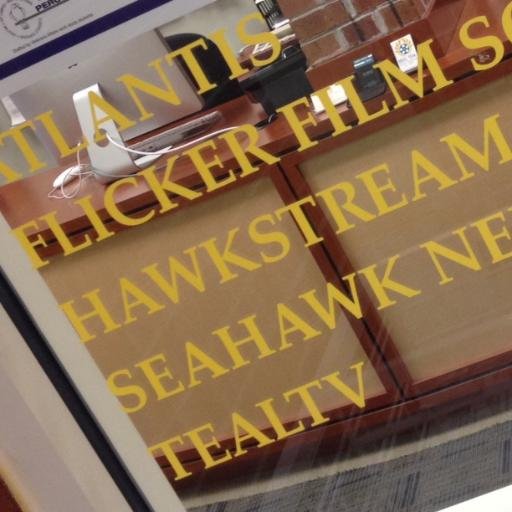 ATLANTIS
FLICKER FILM SO
HAWKSTREAM
SEAHAWK NE
TEALTV